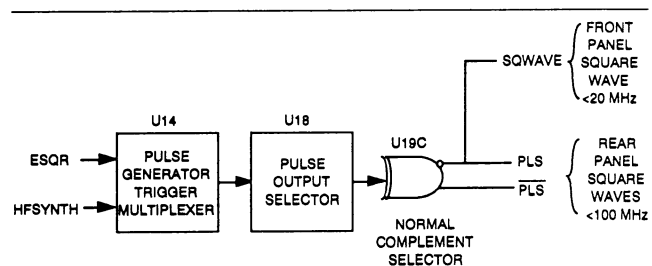 FRONT
PANEL
SQUARE
WAVE
<20 MHz
SQWAVE
U14
U18
U19C
ESQR
HFSYNTH
PULSE
GENERATOR
TRIGGER
MULTIPLEXER
PULSE
OUTPUT
SELECTOR
PLS
PLS
REAR
PANEL
SQUARE
WAVES
<100 MHz
NORMAL
COMPLEMENT
SELECTOR